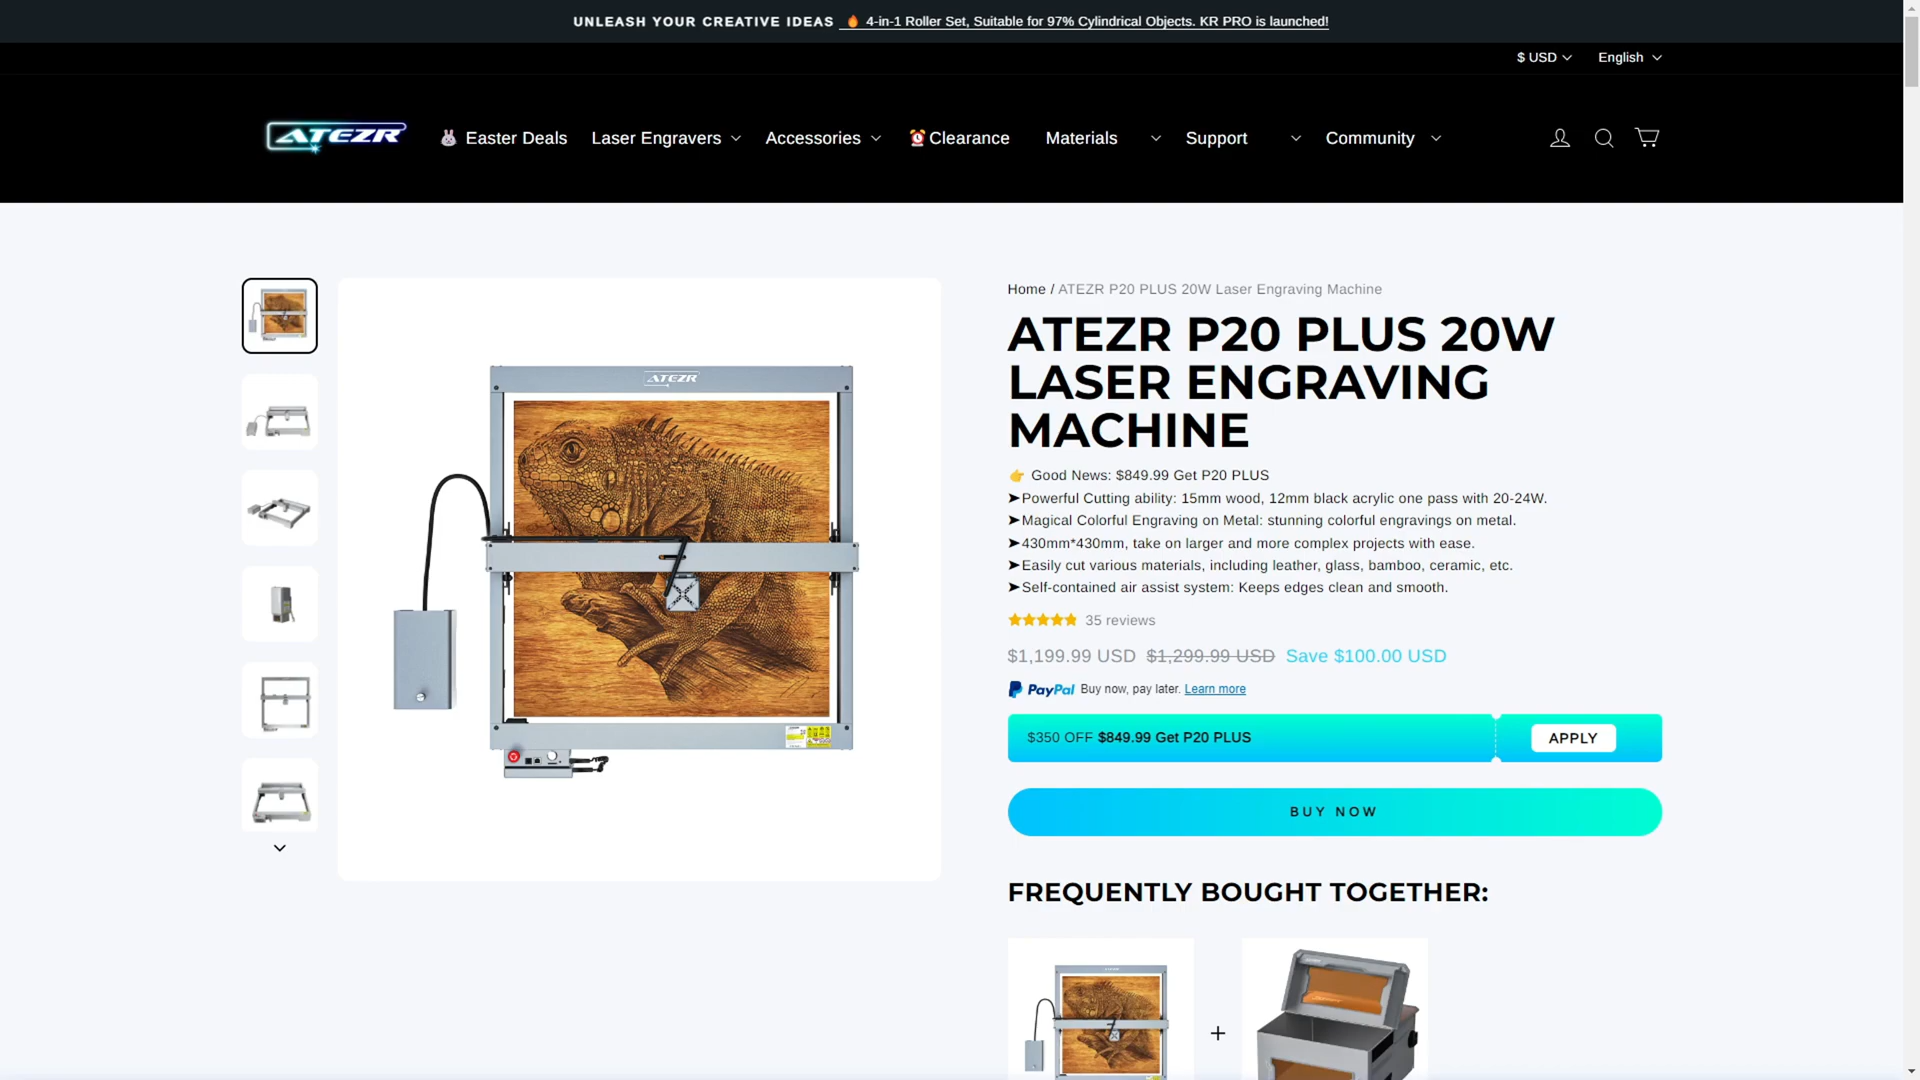 UNLEASH YOUR CREATIVE IDEAS 🔥 4-in-1 Roller Set, Suitable for 97% Cylindrical Objects. KR PRO is launched!
$ USD English
ATEZR 🐰 Easter Deals Laser Engravers Accessories ⏰Clearance Materials Support Community
Home / ATEZR P20 PLUS 20W Laser Engraving Machine
ATEZR P20 PLUS 20W
LASER ENGRAVING
MACHINE
👉 Good News: $849.99 Get P20 PLUS
➤Powerful Cutting ability: 15mm wood, 12mm black acrylic one pass with 20-24W.
➤Magical Colorful Engraving on Metal: stunning colorful engravings on metal.
➤430mm*430mm, take on larger and more complex projects with ease.
➤Easily cut various materials, including leather, glass, bamboo, ceramic, etc.
➤Self-contained air assist system: Keeps edges clean and smooth.
35 reviews
$1,199.99 USD $1,299.99 USD Save $100.00 USD
PayPal Buy now, pay later. Learn more
$350 OFF $849.99 Get P20 PLUS APPLY
BUY NOW
FREQUENTLY BOUGHT TOGETHER:
+
ATEZR